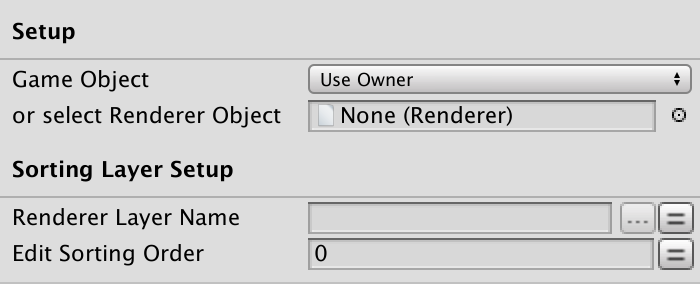 Setup
Game Object Use Owner
or select Renderer Object None (Renderer)
Sorting Layer Setup
Renderer Layer Name ... =
Edit Sorting Order 0 =